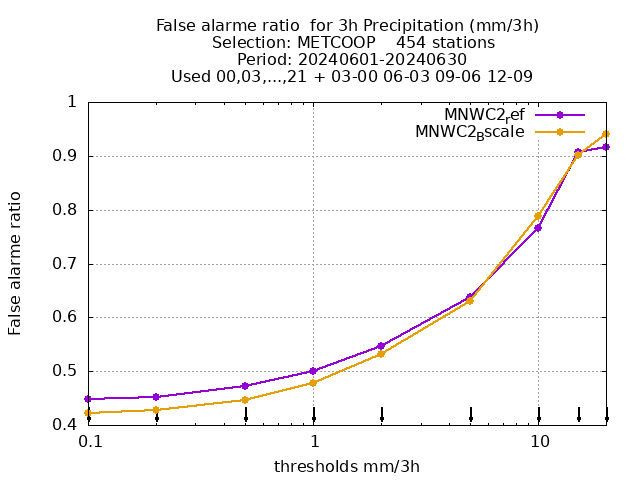 False alarme ratio  for 3h Precipitation (mm/3h)
Selection: METCOOP    454 stations
Period: 20240601-20240630
Used 00,03,...,21 + 03-00 06-03 09-06 12-09
MNWC2ref
MNWC2Bscale
1
0.9
0.8
0.7
0.6
0.5
0.4
False alarme ratio
0.1 1 10
thresholds mm/3h